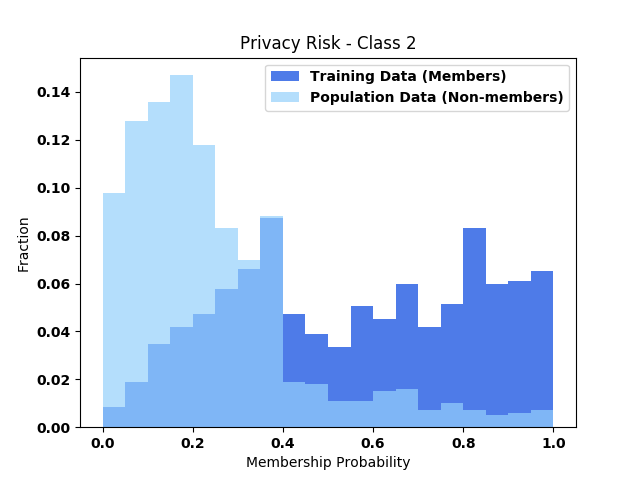 Privacy Risk - Class 2
Training Data (Members)
Population Data (Non-members)
0.14
0.12
0.10
0.08
0.06
0.04
0.02
0.00
Fraction
0.0 0.2 0.4 0.6 0.8 1.0
Membership Probability